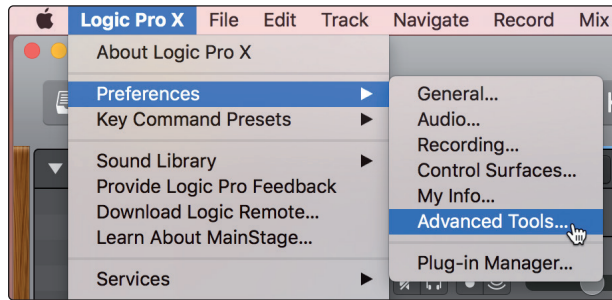 Logic Pro X File Edit Track Navigate Record Mix
About Logic Pro X
Preferences
Key Command Presets
Sound Library
Provide Logic Pro Feedback
Download Logic Remote...
Learn About MainStage...
Services
General...
Audio...
Recording...
Control Surfaces...
My Info...
Advanced Tools...
Plug-in Manager...